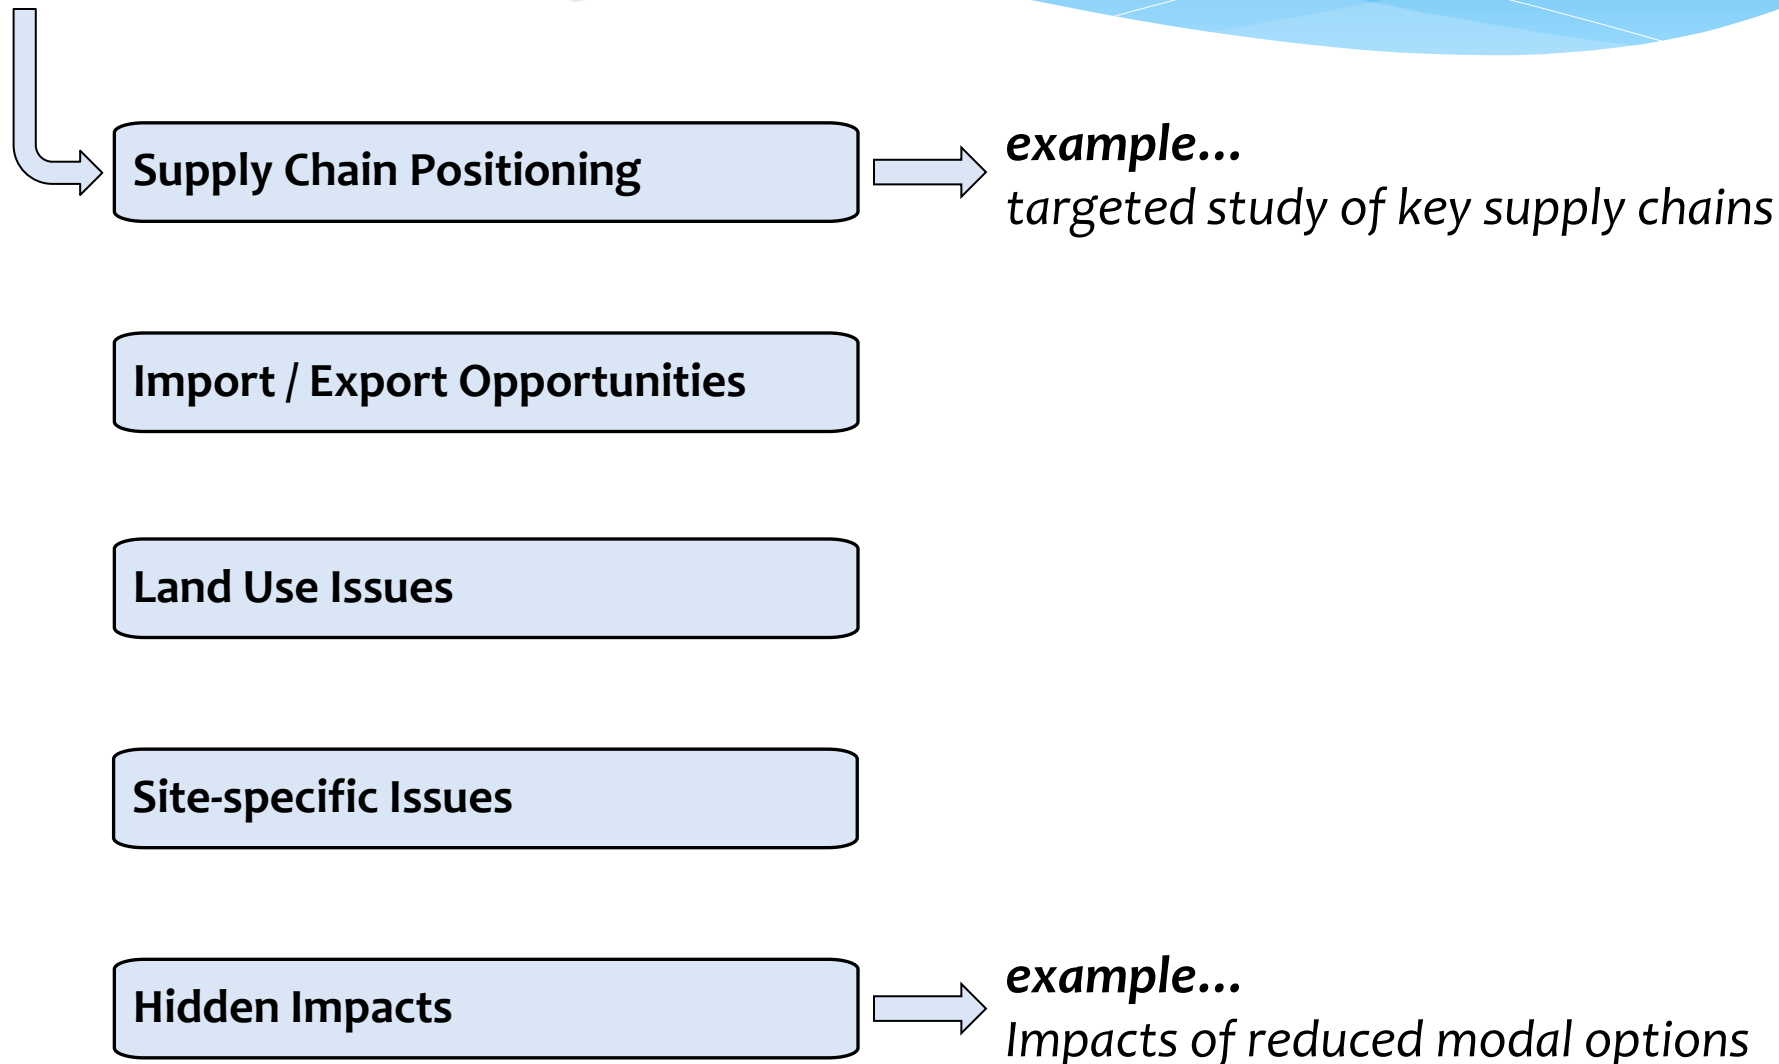 Supply Chain Positioning
example...
targeted study of key supply chains
Import / Export Opportunities
Land Use Issues
Site-specific Issues
Hidden Impacts
example...
Impacts of reduced modal options